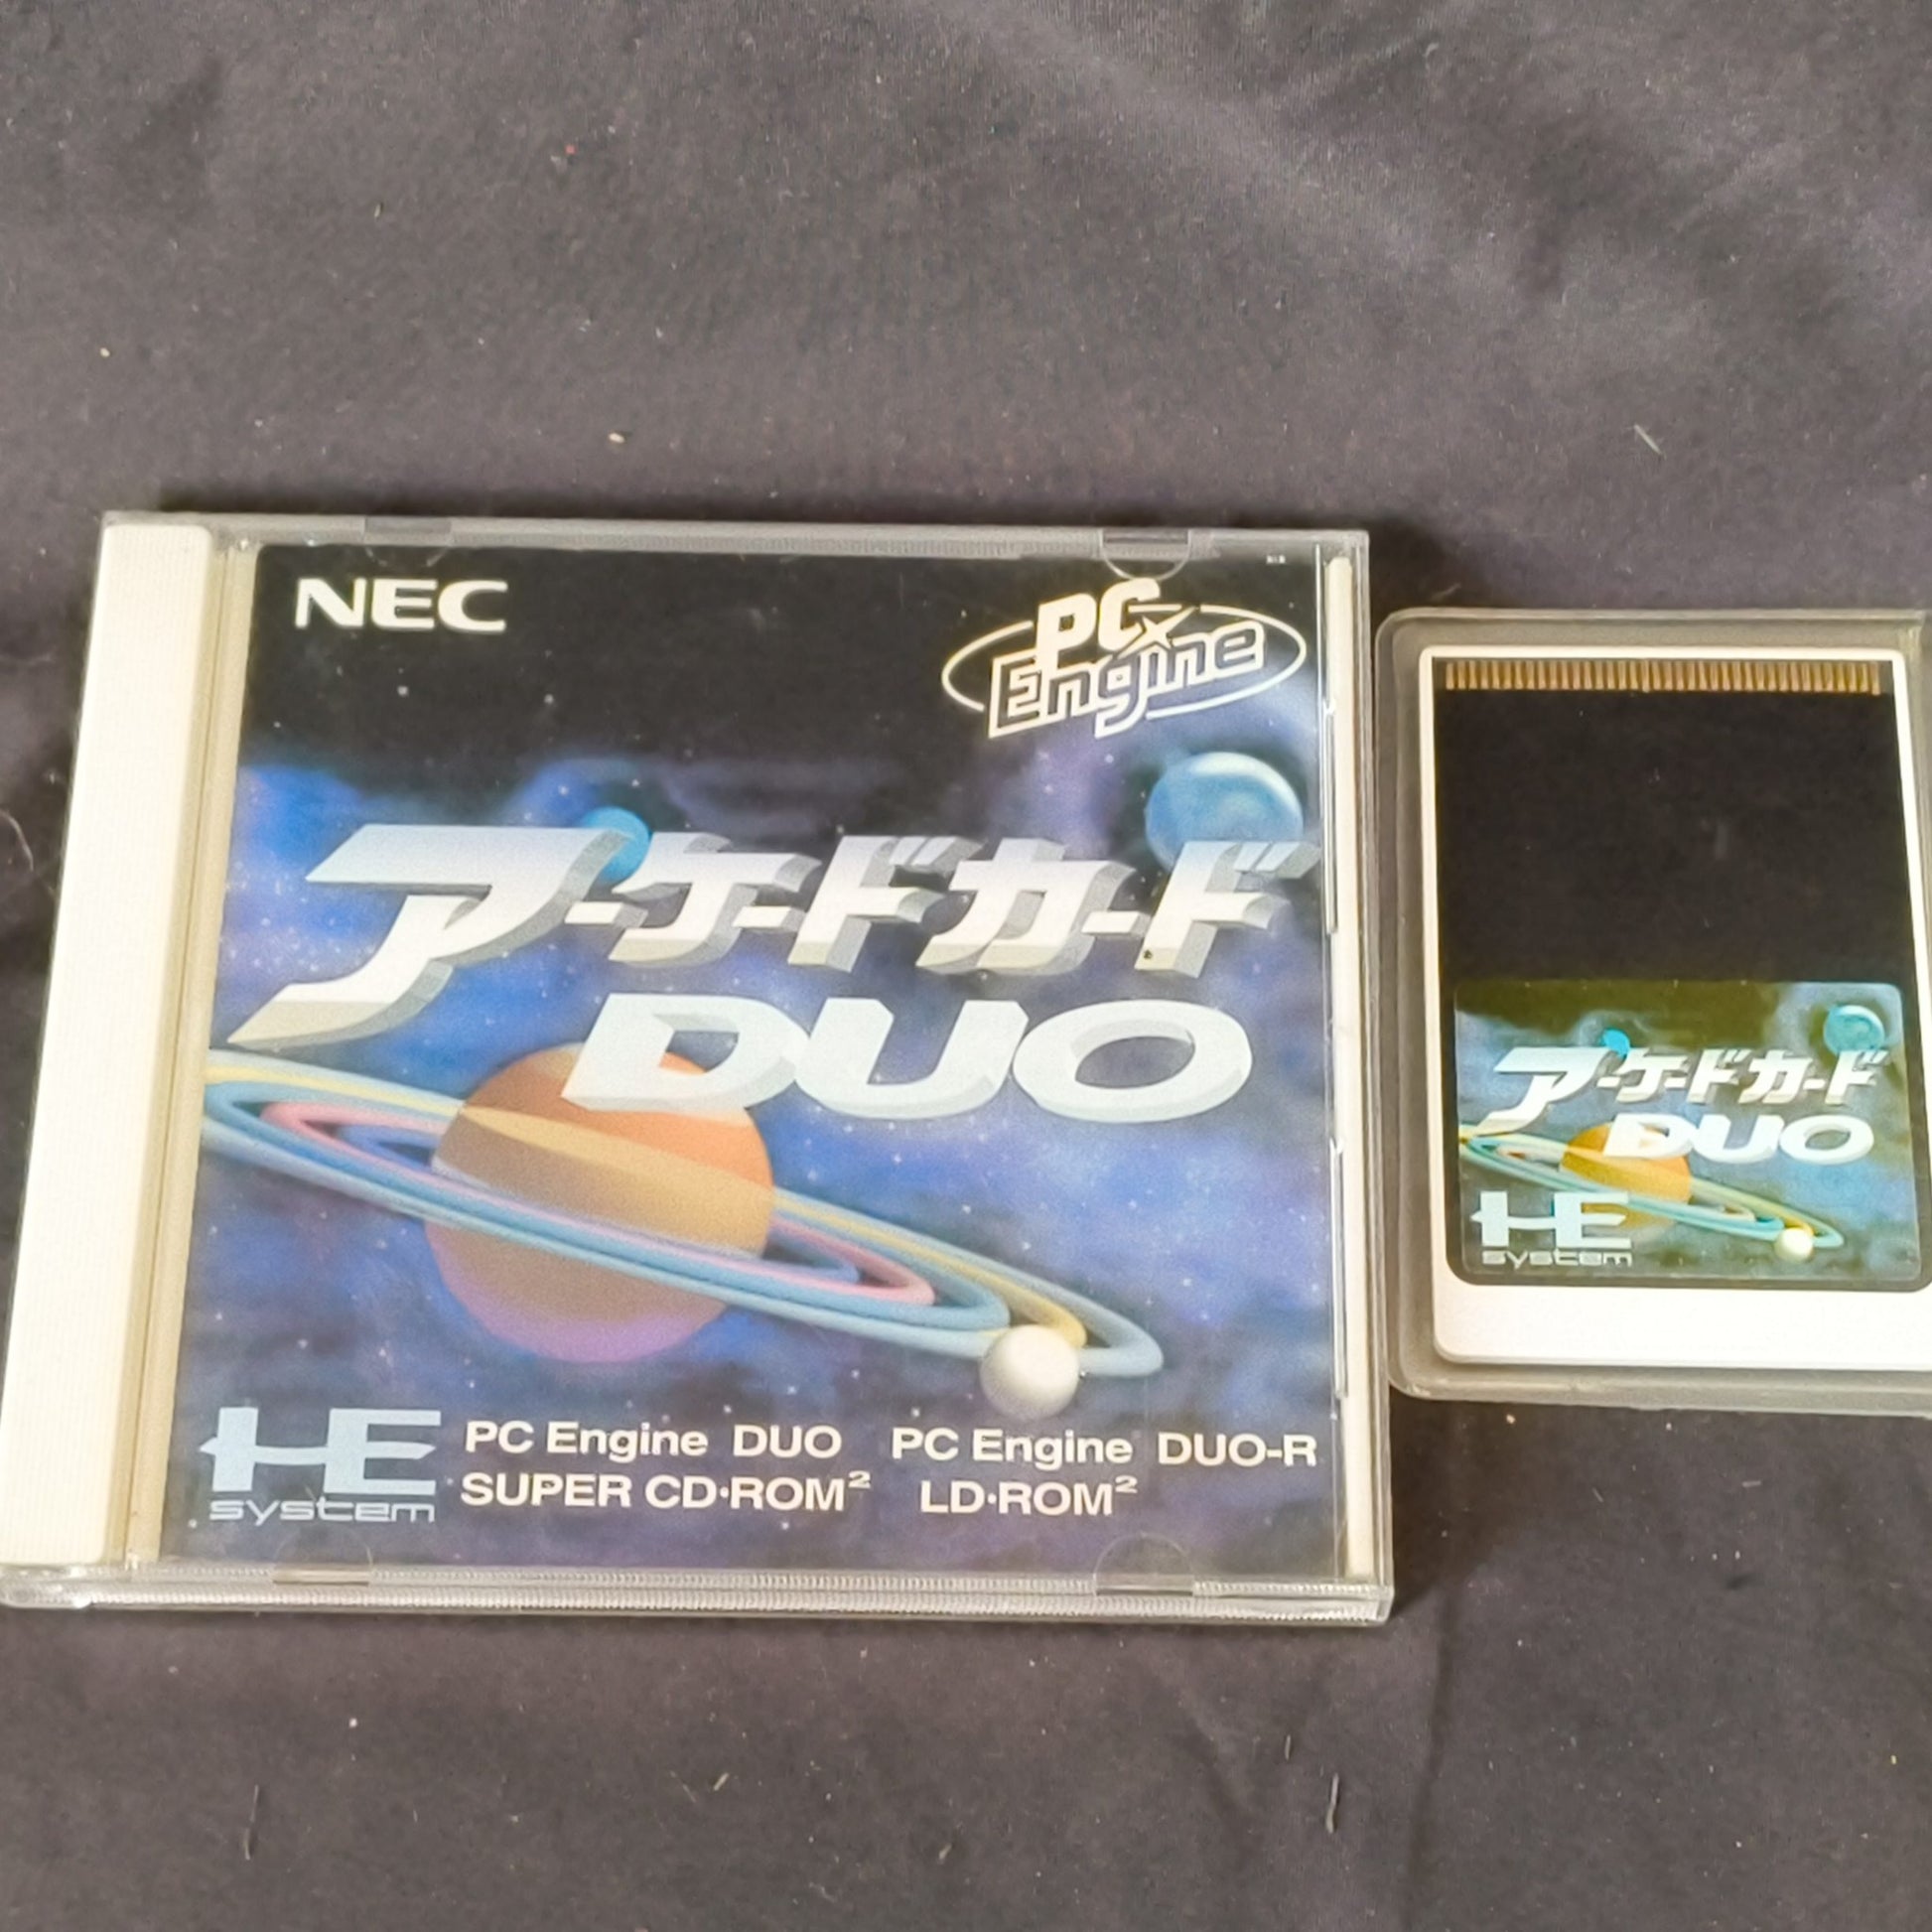 NEC
PC Engine
アーケードカード
DUO
HE system
PC Engine DUO PC Engine DUO-R
SUPER CD・ROM² LD・ROM²
アーケードカード
DUO
HE system